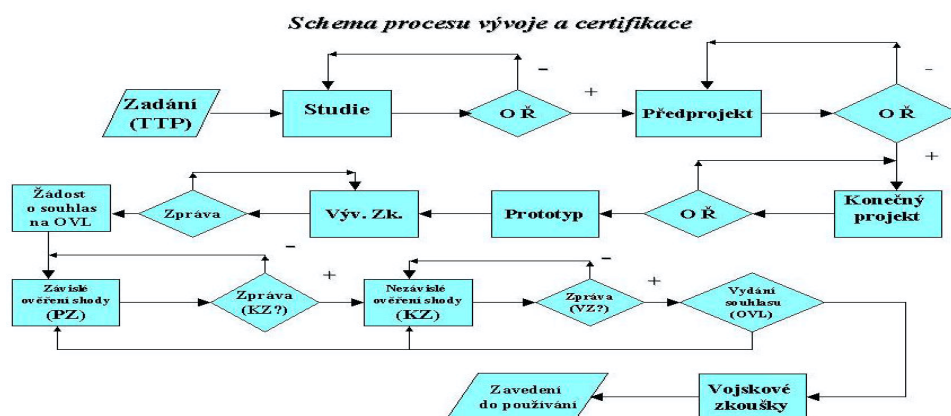 Schema procesu vývoje a certifikace
Zadání
(TTP)
Studie
O Ř
-
+
Předprojekt
O Ř
-
+
Konečný
projekt
O Ř
Prototyp
Výv. Zk.
Zpráva
Žádost
o souhlas
na OVL
Závislé
ověření shody
(PZ)
Zpráva
(KZ?)
-
+
Nezávislé
ověření shody
(KZ)
Zpráva
(VZ?)
-
+
Vydání
souhlasu
(OVL)
Vojskové
zkoušky
Zavedení
do používání